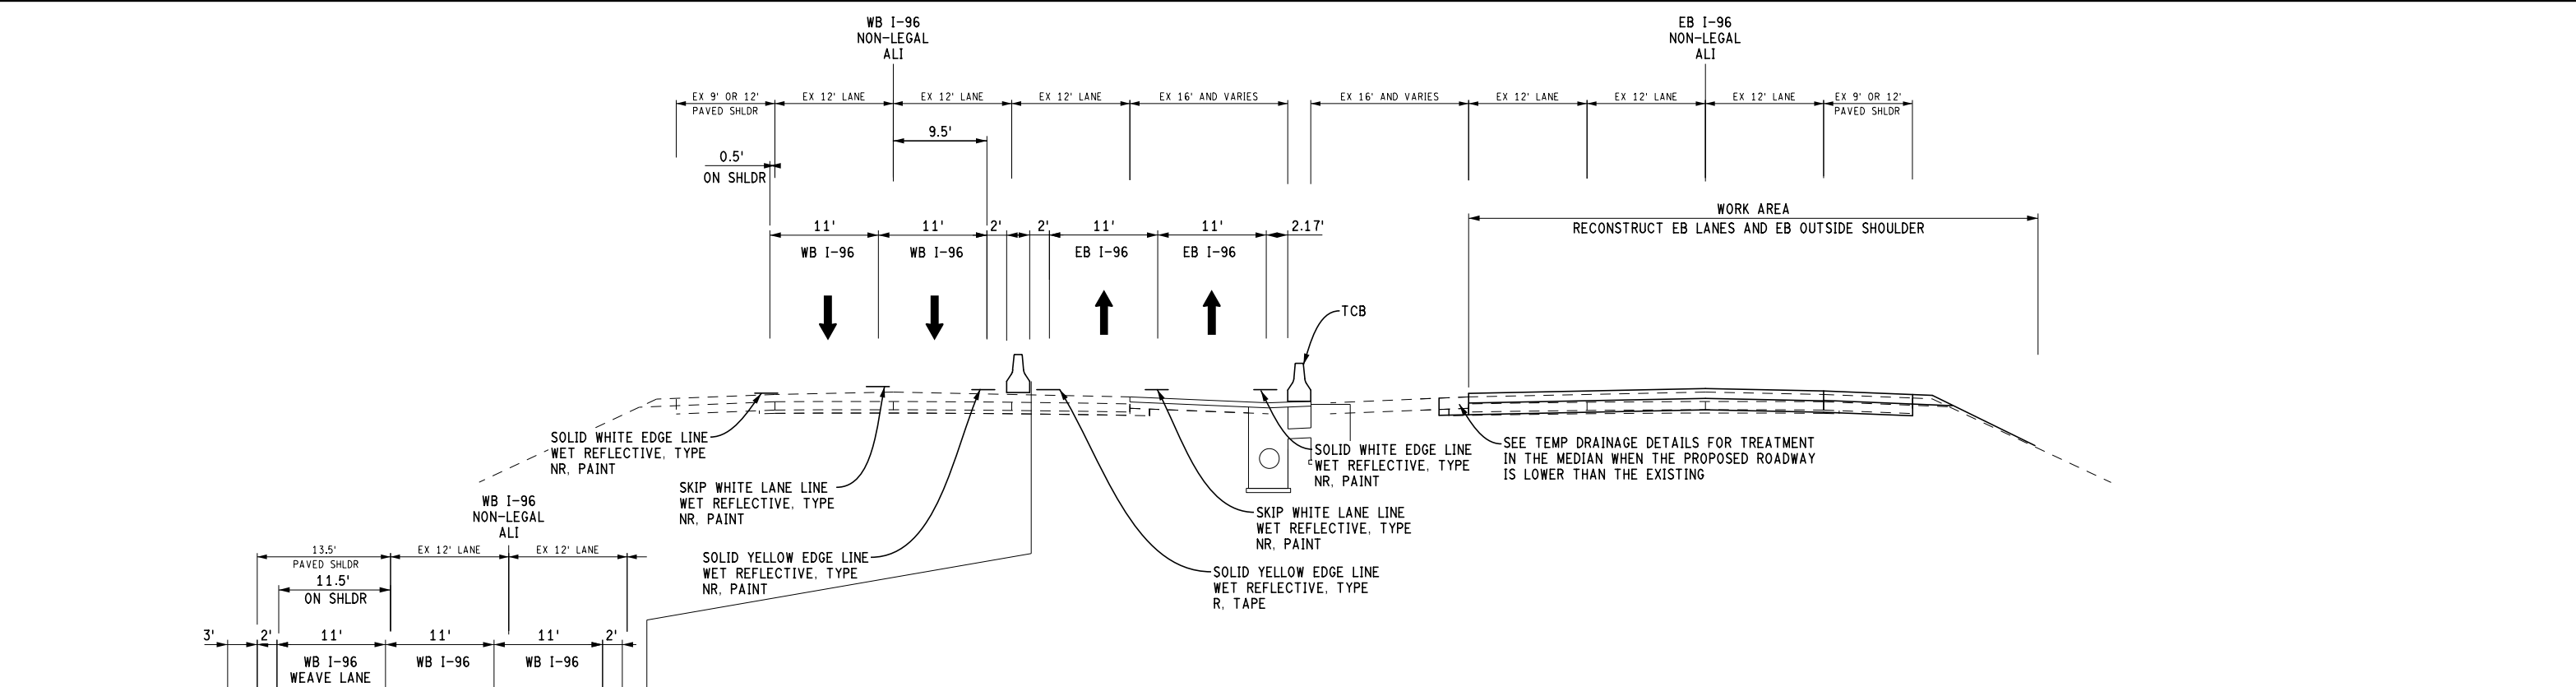 WB I-96
NON-LEGAL
ALI
EB I-96
NON-LEGAL
ALI
EX 9' OR 12'
PAVED SHLDR
EX 12' LANE
EX 12' LANE
EX 12' LANE
EX 16' AND VARIES
EX 16' AND VARIES
EX 12' LANE
EX 12' LANE
EX 12' LANE
EX 9' OR 12'
PAVED SHLDR
9.5'
0.5'
ON SHLDR
WORK AREA
RECONSTRUCT EB LANES AND EB OUTSIDE SHOULDER
11'
11'
2'
2'
11'
11'
2.17'
WB I-96
WB I-96
EB I-96
EB I-96
TCB
SOLID WHITE EDGE LINE
WET REFLECTIVE, TYPE
NR, PAINT
SKIP WHITE LANE LINE
WET REFLECTIVE, TYPE
NR, PAINT
SOLID YELLOW EDGE LINE
WET REFLECTIVE, TYPE
NR, PAINT
SOLID WHITE EDGE LINE
WET REFLECTIVE, TYPE
NR, PAINT
SKIP WHITE LANE LINE
WET REFLECTIVE, TYPE
NR, PAINT
SOLID YELLOW EDGE LINE
WET REFLECTIVE, TYPE
R, TAPE
SEE TEMP DRAINAGE DETAILS FOR TREATMENT
IN THE MEDIAN WHEN THE PROPOSED ROADWAY
IS LOWER THAN THE EXISTING
WB I-96
NON-LEGAL
ALI
13.5'
PAVED SHLDR
EX 12' LANE
EX 12' LANE
11.5'
ON SHLDR
3'
2'
11'
11'
11'
2'
WB I-96
WEAVE LANE
WB I-96
WB I-96